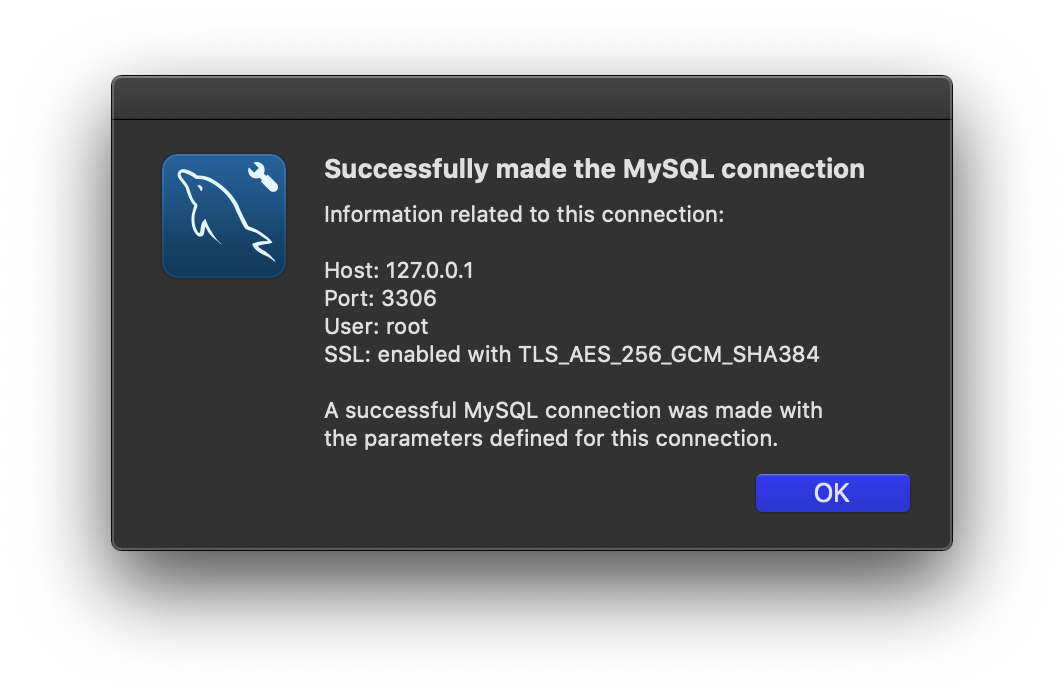 Successfully made the MySQL connection
Information related to this connection:
Host: 127.0.0.1
Port: 3306
User: root
SSL: enabled with TLS_AES_256_GCM_SHA384
A successful MySQL connection was made with
the parameters defined for this connection.
OK